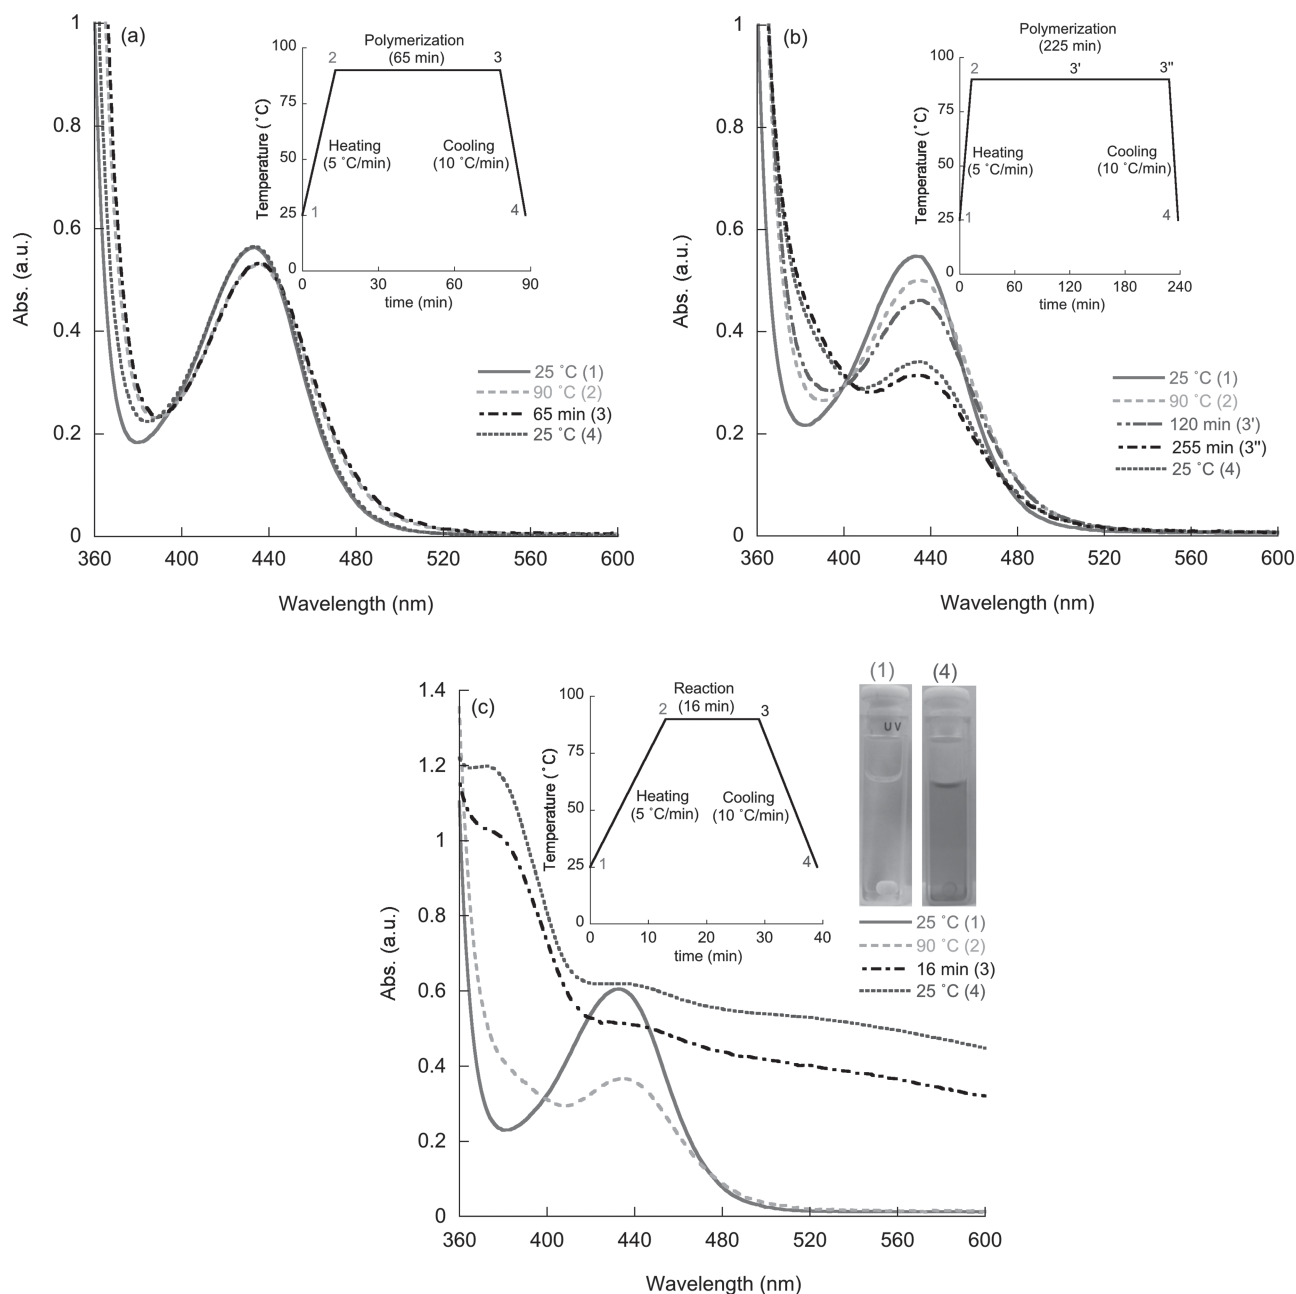 (a)
1
0.8
0.6
0.4
0.2
0
Abs. (a.u.)
360 400 440 480 520 560 600
Wavelength (nm)
Polymerization
(65 min)
100
75
50
25
0
Temperature (˚C)
2 3
Heating
(5 ˚C/min)
Cooling
(10 ˚C/min)
1 4
0 30 60 90
time (min)
25 ˚C (1)
90 ˚C (2)
65 min (3)
25 ˚C (4)
(b)
1
0.8
0.6
0.4
0.2
0
Abs. (a.u.)
360 400 440 480 520 560 600
Wavelength (nm)
Polymerization
(225 min)
100
75
50
25
0
Temperature (˚C)
2 3' 3"
Heating
(5 ˚C/min)
Cooling
(10 ˚C/min)
1 4
0 60 120 180 240
time (min)
25 ˚C (1)
90 ˚C (2)
120 min (3')
255 min (3")
25 ˚C (4)
(c)
1.4
1.2
1
0.8
0.6
0.4
0.2
0
Abs. (a.u.)
360 400 440 480 520 560 600
Wavelength (nm)
Reaction
(16 min)
100
75
50
25
0
Temperature (˚C)
2 3
Heating
(5 ˚C/min)
Cooling
(10 ˚C/min)
1 4
0 10 20 30 40
time (min)
(1) (4)
UV
25 ˚C (1)
90 ˚C (2)
16 min (3)
25 ˚C (4)